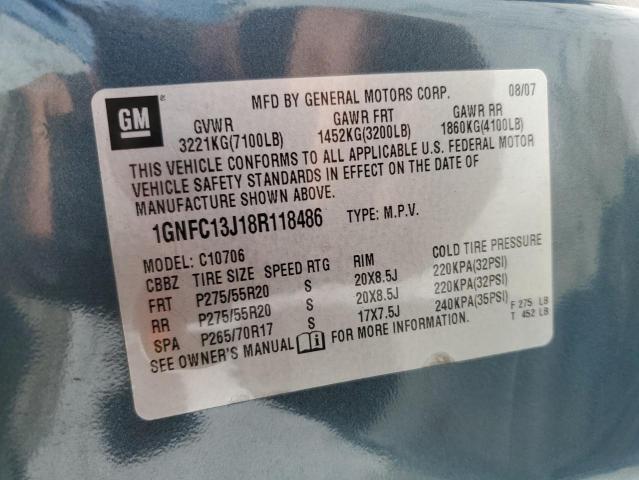 GM ®
MFD BY GENERAL MOTORS CORP. 08/07
GVWR GAWR FRT GAWR RR
3221KG(7100LB) 1452KG(3200LB) 1860KG(4100LB)
THIS VEHICLE CONFORMS TO ALL APPLICABLE U.S. FEDERAL MOTOR
VEHICLE SAFETY STANDARDS IN EFFECT ON THE DATE OF
MANUFACTURE SHOWN ABOVE.
1GNFC13J18R118486 TYPE: M.P.V.
MODEL: C10706
CBBZ TIRE SIZE SPEED RTG RIM COLD TIRE PRESSURE
FRT P275/55R20 S 20X8.5J 220KPA(32PSI)
RR P275/55R20 S 20X8.5J 220KPA(32PSI)
SPA P265/70R17 S 17X7.5J 240KPA(35PSI)
SEE OWNER'S MANUAL FOR MORE INFORMATION.
F 275 LB
T 452 LB